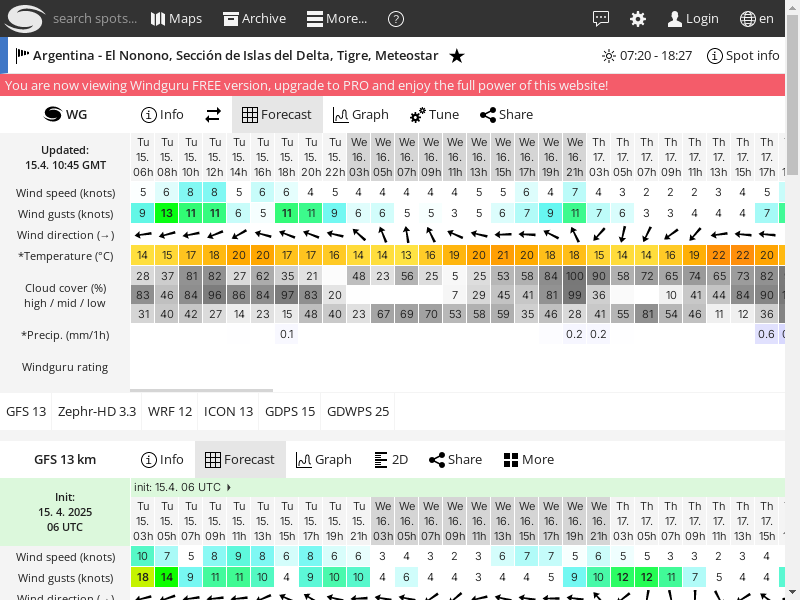 search spots... Maps Archive More... ? Login en
Argentina - El Nonono, Sección de Islas del Delta, Tigre, Meteostar ★ 07:20 - 18:27 Spot info
You are now viewing Windguru FREE version, upgrade to PRO and enjoy the full power of this website!
WG Info Forecast Graph Tune Share
Updated:
15.4. 10:45 GMT
Tu Tu Tu Tu Tu Tu Tu Tu Tu We We We We We We We We We We Th Th Th Th Th Th Th Th
15. 15. 15. 15. 15. 15. 15. 15. 15. 16. 16. 16. 16. 16. 16. 16. 16. 16. 16. 17. 17. 17. 17. 17. 17. 17. 17.
06h 08h 10h 12h 14h 16h 18h 20h 22h 03h 05h 07h 09h 11h 13h 15h 17h 19h 21h 03h 05h 07h 09h 11h 13h 15h 17h
Wind speed (knots) 5 6 8 8 5 6 6 4 5 4 4 4 4 4 5 5 6 4 7 4 3 2 2 2 3 4 5
Wind gusts (knots) 9 13 11 11 6 5 11 11 9 6 6 5 5 3 5 6 7 9 11 7 6 3 3 4 4 4 7
Wind direction (→)
*Temperature (°C) 14 15 17 18 20 20 17 17 16 14 14 13 16 19 20 21 20 18 18 15 14 14 16 19 22 22 20
Cloud cover (%)
high / mid / low
28 37 81 82 27 62 35 21 48 23 56 25 5 25 53 58 84 100 90 58 72 65 74 65 73 82
83 46 84 96 86 84 97 83 20 7 29 45 41 81 99 36 10 41 44 84 90
31 40 42 27 14 23 15 48 40 23 67 69 70 53 58 59 35 46 28 41 55 81 54 46 11 12 36
*Precip. (mm/1h) 0.1 0.2 0.2 0.6
Windguru rating
GFS 13 Zephr-HD 3.3 WRF 12 ICON 13 GDPS 15 GDWPS 25
GFS 13 km Info Forecast Graph 2D Share More
init: 15.4. 06 UTC
Init:
15. 4. 2025
06 UTC
Tu Tu Tu Tu Tu Tu Tu Tu Tu Tu We We We We We We We We We We Th Th Th Th Th Th Th
15. 15. 15. 15. 15. 15. 15. 15. 15. 15. 16. 16. 16. 16. 16. 16. 16. 16. 16. 16. 17. 17. 17. 17. 17. 17. 17.
03h 05h 07h 09h 11h 13h 15h 17h 19h 21h 03h 05h 07h 09h 11h 13h 15h 17h 19h 21h 03h 05h 07h 09h 11h 13h 15h
Wind speed (knots) 10 7 5 8 9 8 6 8 6 6 3 4 3 2 3 6 7 7 5 6 5 5 3 3 2 3 4
Wind gusts (knots) 18 14 9 11 11 10 4 9 10 10 4 6 4 4 3 4 4 5 9 10 12 12 11 7 5 4 4
Wind direction (→)